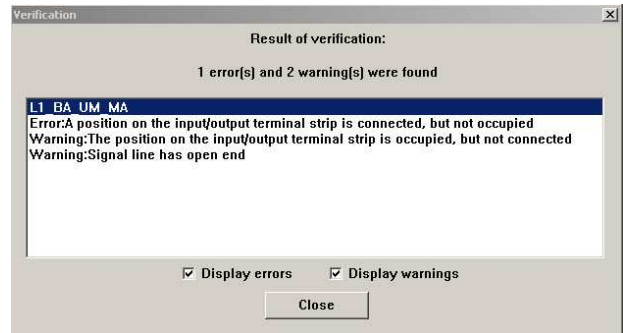 Verification
Result of verification:
1 error(s) and 2 warning(s) were found
L1_BA_UM_MA
Error:A position on the input/output terminal strip is connected, but not occupied
Warning:The position on the input/output terminal strip is occupied, but not connected
Warning:Signal line has open end
Display errors Display warnings
Close